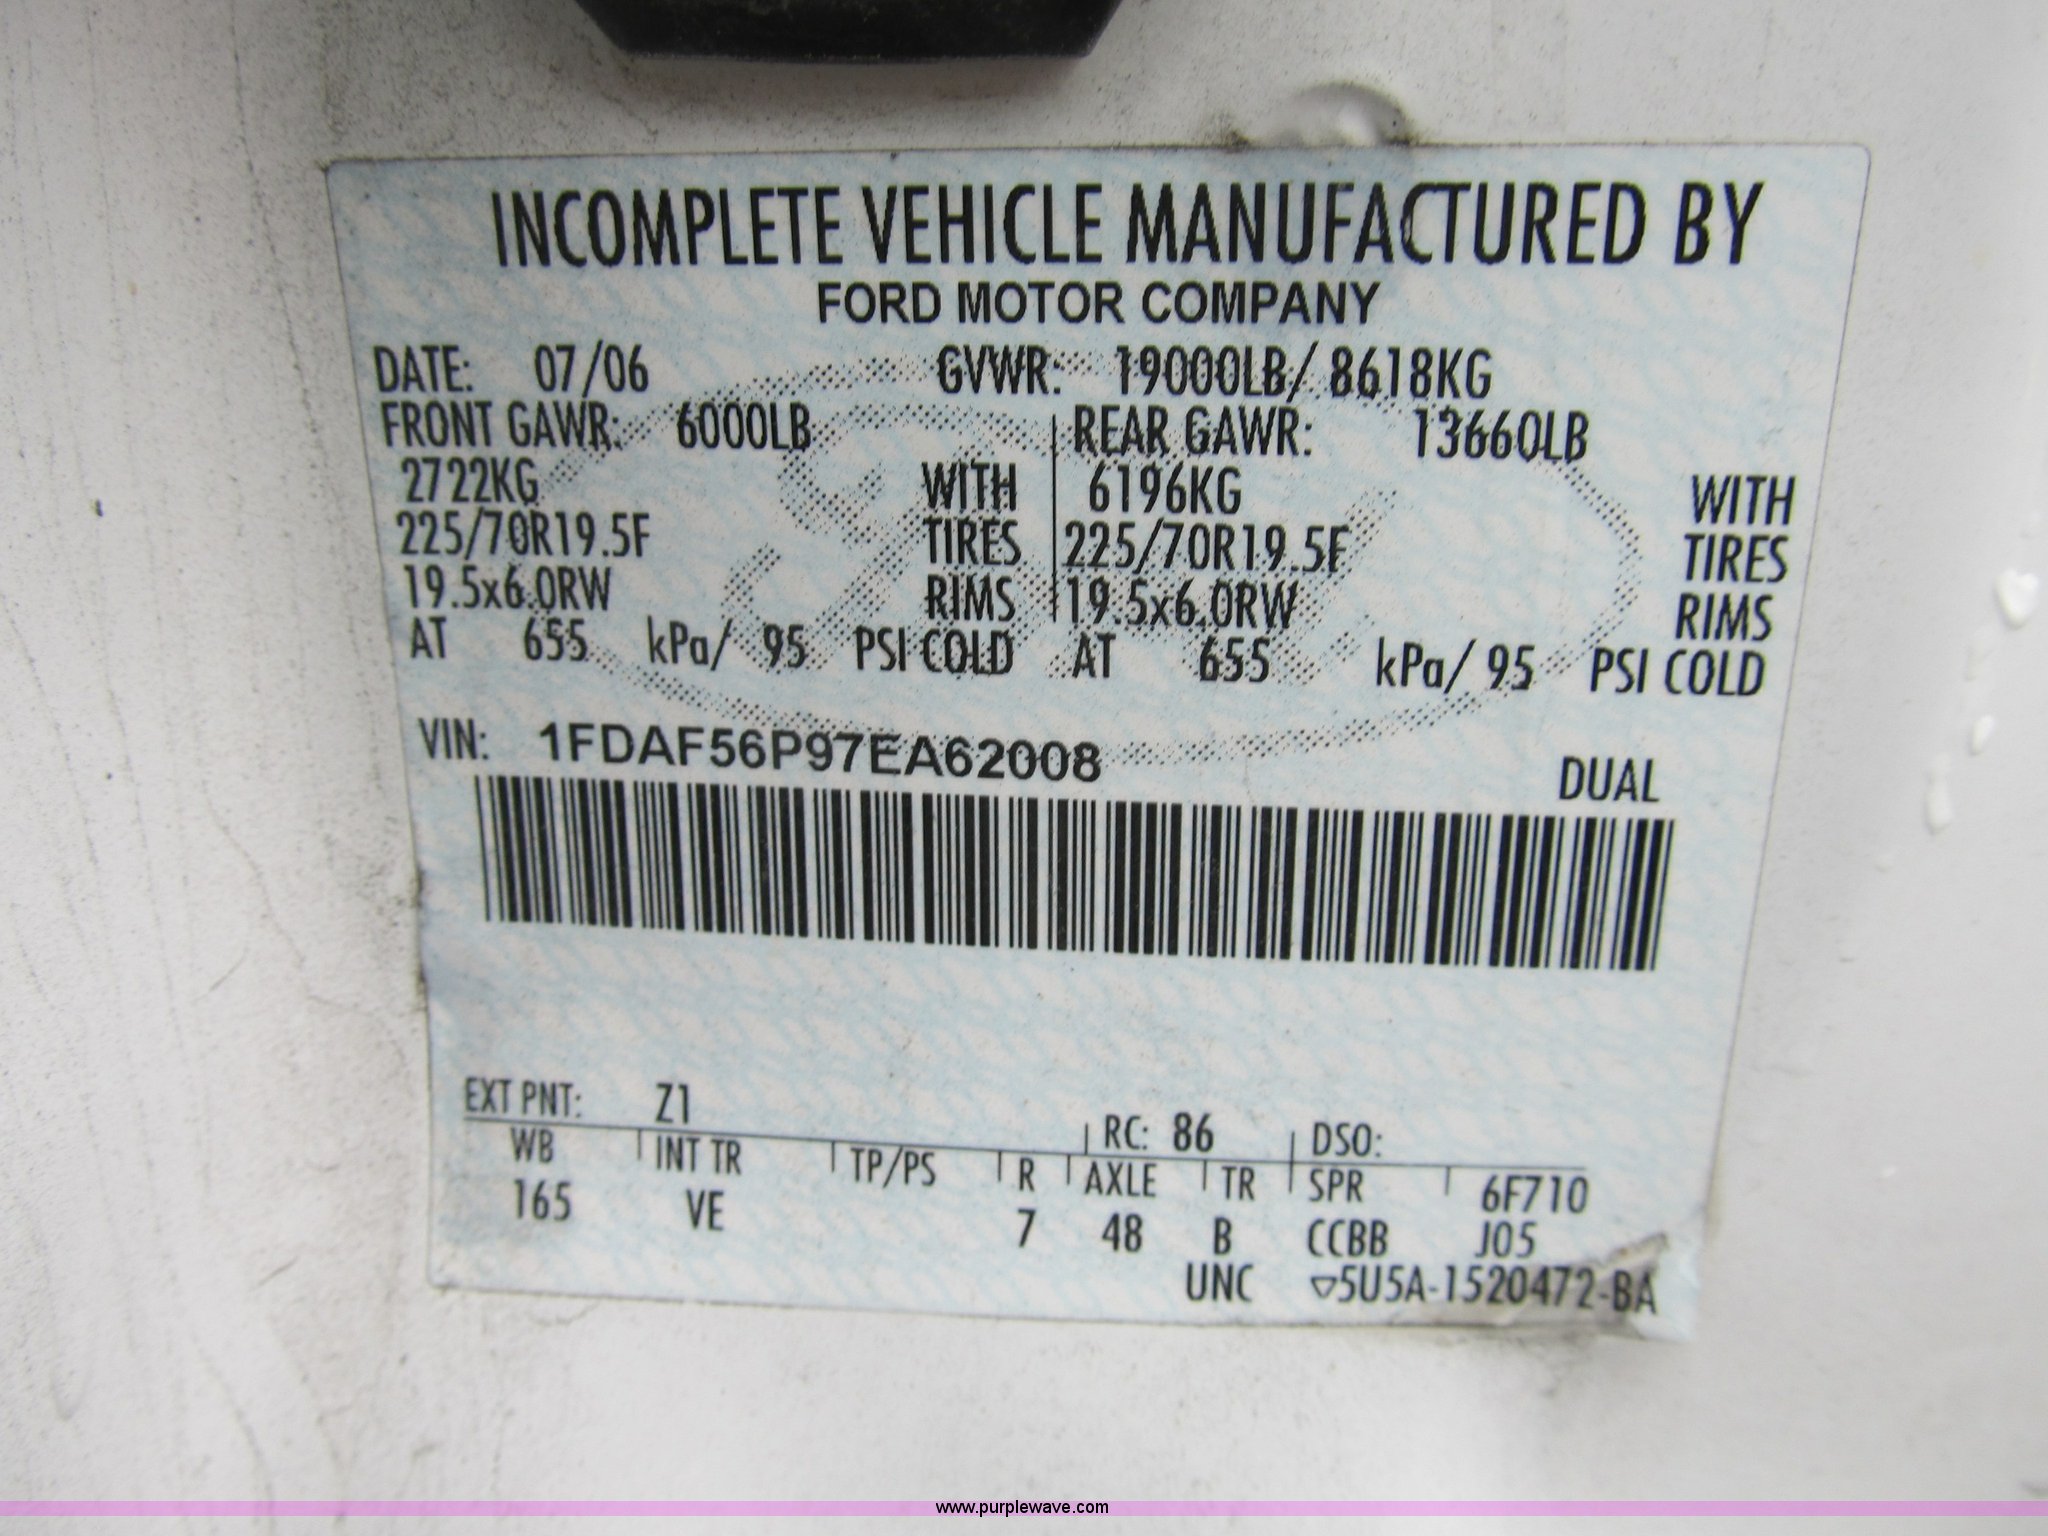 INCOMPLETE VEHICLE MANUFACTURED BY
FORD MOTOR COMPANY
DATE: 07/06 GVWR: 19000LB/ 8618KG
FRONT GAWR: 6000LB REAR GAWR: 13660LB
2722KG WITH 6196KG WITH
225/70R19.5F TIRES 225/70R19.5F TIRES
19.5x6.0RW RIMS 19.5x6.0RW RIMS
AT 655 kPa/ 95 PSI COLD AT 655 kPa/ 95 PSI COLD
VIN: 1FDAF56P97EA62008
DUAL
EXT PNT: Z1 RC: 86 DSO:
WB INT TR TP/PS R AXLE TR SPR 6F710
165 VE 7 48 B CCBB J05
UNC ▽5U5A-1520472-BA
www.purplewave.com